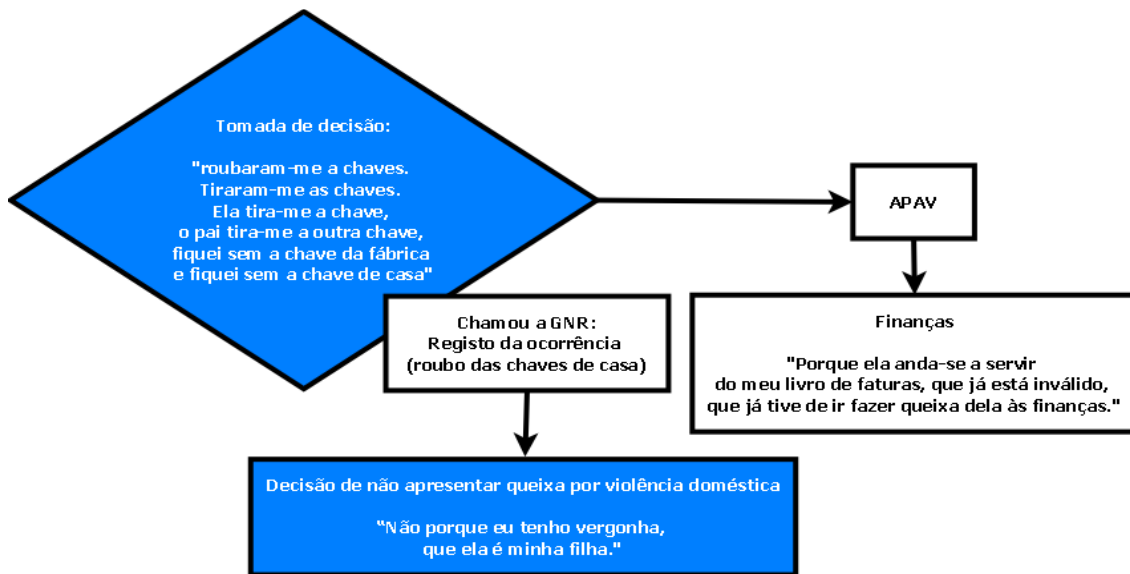 Tomada de decisão:
"roubaram-me a chaves.
Tiraram-me as chaves.
Ela tira-me a chave,
o pai tira-me a outra chave,
fiquei sem a chave da fábrica
e fiquei sem a chave de casa"
APAV
Chamou a GNR:
Registo da ocorrência
(roubo das chaves de casa)
Finanças
"Porque ela anda-se a servir
do meu livro de faturas, que já está inválido,
que já tive de ir fazer queixa dela às finanças."
Decisão de não apresentar queixa por violência doméstica
"Não porque eu tenho vergonha,
que ela é minha filha."